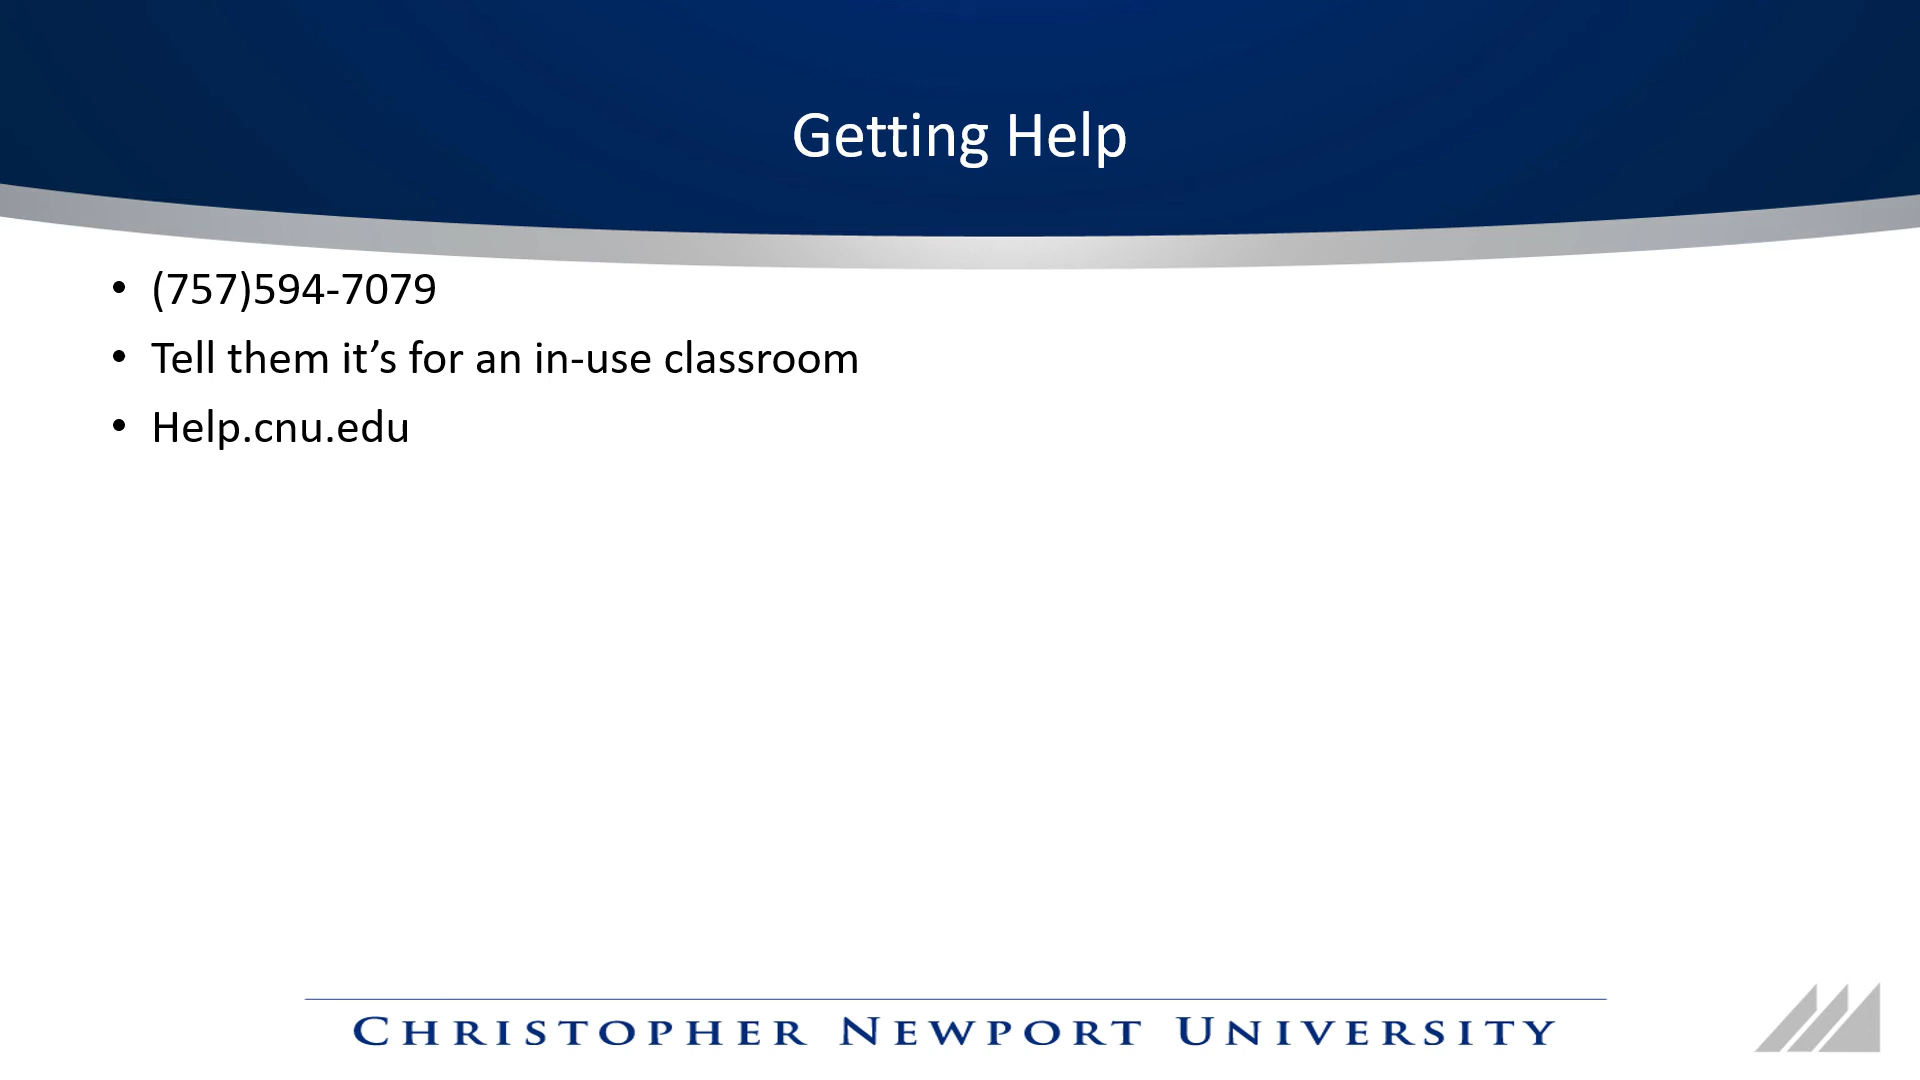 Getting Help
• (757)594-7079
• Tell them it’s for an in-use classroom
• Help.cnu.edu
CHRISTOPHER NEWPORT UNIVERSITY